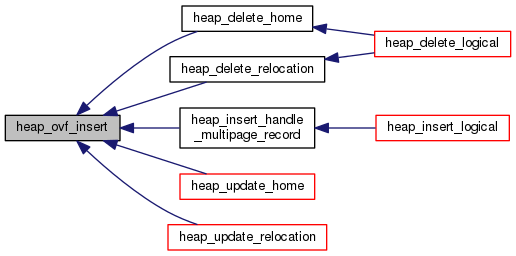 heap_delete_home
heap_delete_logical
heap_delete_relocation
heap_insert_handle
_multipage_record
heap_insert_logical
heap_ovf_insert
heap_update_home
heap_update_relocation